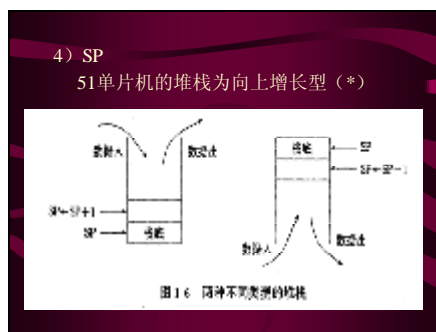 4）SP
51单片机的堆栈为向上增长型（*）
数据入
数据出
SP←SP+1
SP
栈底
栈底
SP
SP←SP-1
数据入
数据出
图1 6 两种不同类型的堆栈